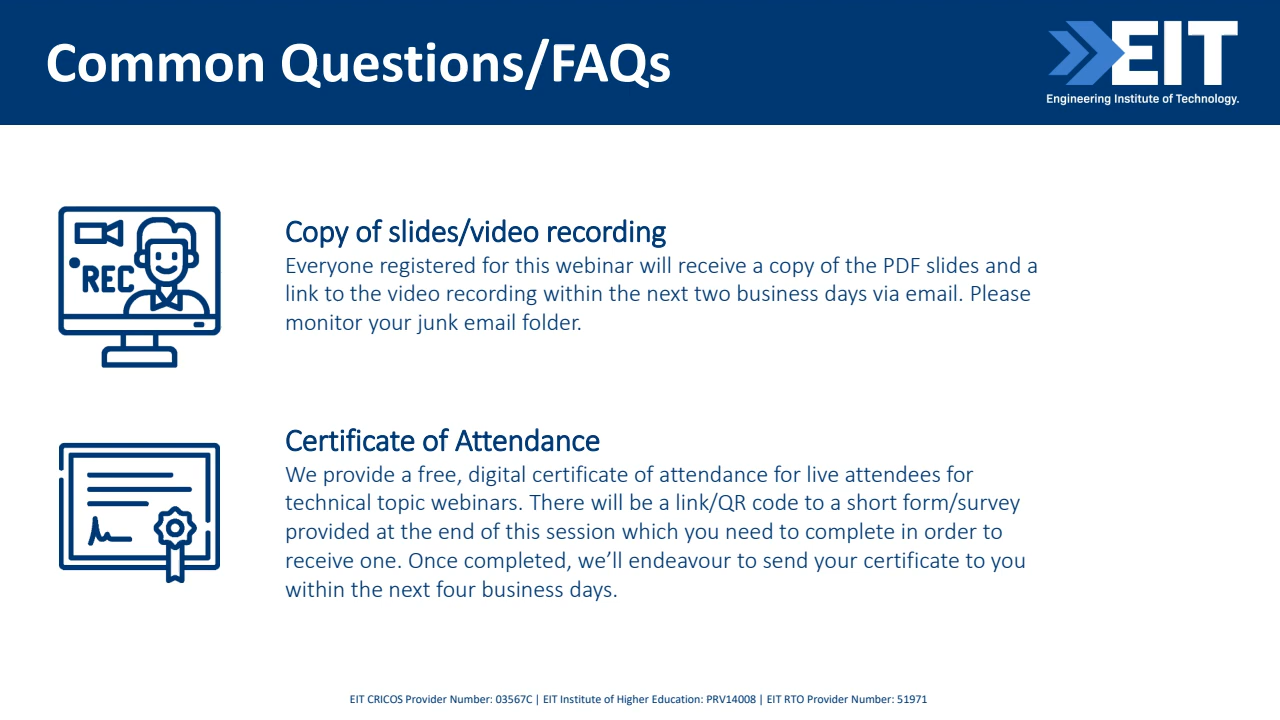 Common Questions/FAQs
EIT
Engineering Institute of Technology.
REC
Copy of slides/video recording
Everyone registered for this webinar will receive a copy of the PDF slides and a
link to the video recording within the next two business days via email. Please
monitor your junk email folder.
Certificate of Attendance
We provide a free, digital certificate of attendance for live attendees for
technical topic webinars. There will be a link/QR code to a short form/survey
provided at the end of this session which you need to complete in order to
receive one. Once completed, we’ll endeavour to send your certificate to you
within the next four business days.
EIT CRICOS Provider Number: 03567C | EIT Institute of Higher Education: PRV14008 | EIT RTO Provider Number: 51971